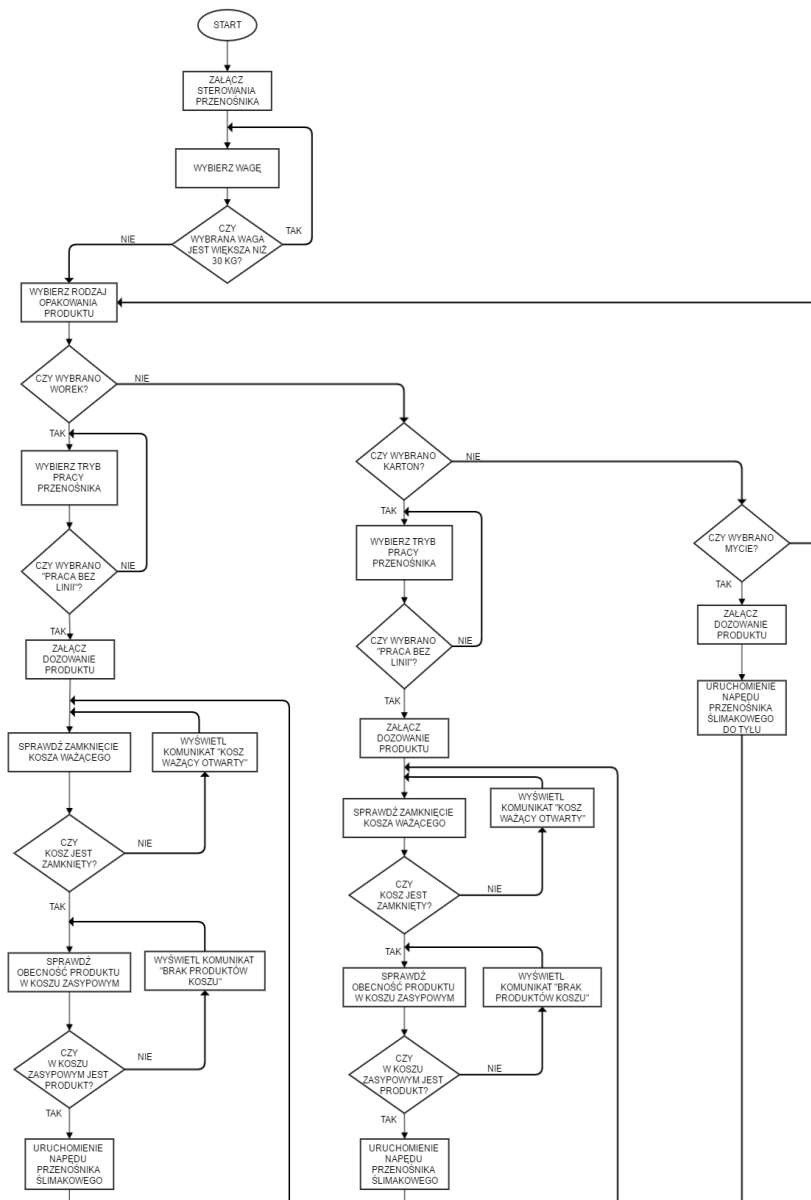 START
ZAŁĄCZ
STEROWANIA
PRZENOŚNIKA
WYBIERZ WAGĘ
CZY
WYBRANA WAGA
JEST WIĘKSZA NIŻ
30 KG?
TAK
NIE
WYBIERZ RODZAJ
OPAKOWANIA
PRODUKTU
CZY WYBRANO
WOREK?
NIE
TAK
WYBIERZ TRYB
PRACY
PRZENOŚNIKA
CZY WYBRANO
"PRACA BEZ
LINII"?
NIE
TAK
ZAŁĄCZ
DOZOWANIE
PRODUKTU
SPRAWDŹ ZAMKNIĘCIE
KOSZA WAŻĄCEGO
WYŚWIETL
KOMUNIKAT "KOSZ
WAŻĄCY OTWARTY"
CZY
KOSZ JEST
ZAMKNIĘTY?
NIE
TAK
SPRAWDŹ
OBECNOŚĆ PRODUKTU
W KOSZU ZASYPOWYM
WYŚWIETL KOMUNIKAT
"BRAK PRODUKTÓW
KOSZU"
CZY
W KOSZU
ZASYPOWYM JEST
PRODUKT?
NIE
TAK
URUCHOMIENIE
NAPĘDU
PRZENOŚNIKA
ŚLIMAKOWEGO
CZY WYBRANO
KARTON?
NIE
TAK
WYBIERZ TRYB
PRACY
PRZENOŚNIKA
CZY WYBRANO
"PRACA BEZ
LINII"?
NIE
TAK
ZAŁĄCZ
DOZOWANIE
PRODUKTU
SPRAWDŹ ZAMKNIĘCIE
KOSZA WAŻĄCEGO
WYŚWIETL
KOMUNIKAT "KOSZ
WAŻĄCY OTWARTY"
CZY
KOSZ JEST
ZAMKNIĘTY?
NIE
TAK
SPRAWDŹ
OBECNOŚĆ PRODUKTU
W KOSZU ZASYPOWYM
WYŚWIETL
KOMUNIKAT "BRAK
PRODUKTÓW KOSZU"
CZY
W KOSZU
ZASYPOWYM JEST
PRODUKT?
NIE
TAK
URUCHOMIENIE
NAPĘDU
PRZENOŚNIKA
ŚLIMAKOWEGO
CZY WYBRANO
MYCIE?
TAK
ZAŁĄCZ
DOZOWANIE
PRODUKTU
URUCHOMIENIE
NAPĘDU
PRZENOŚNIKA
ŚLIMAKOWEGO
DO TYŁU